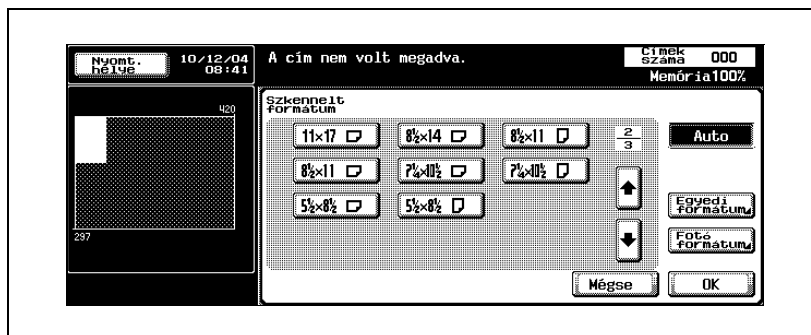 Nyomt. helye
10/12/04
08:41
A cím nem volt megadva.
Címek száma 000
Memória100%
420
297
Szkennelt
formátum
11×17
8½×14
8½×11
8½×11
7¼×10½
7¼×10½
5½×8½
5½×8½
2
3
Auto
Egyedi
formátum
Fotó
formátum
Mégse
OK